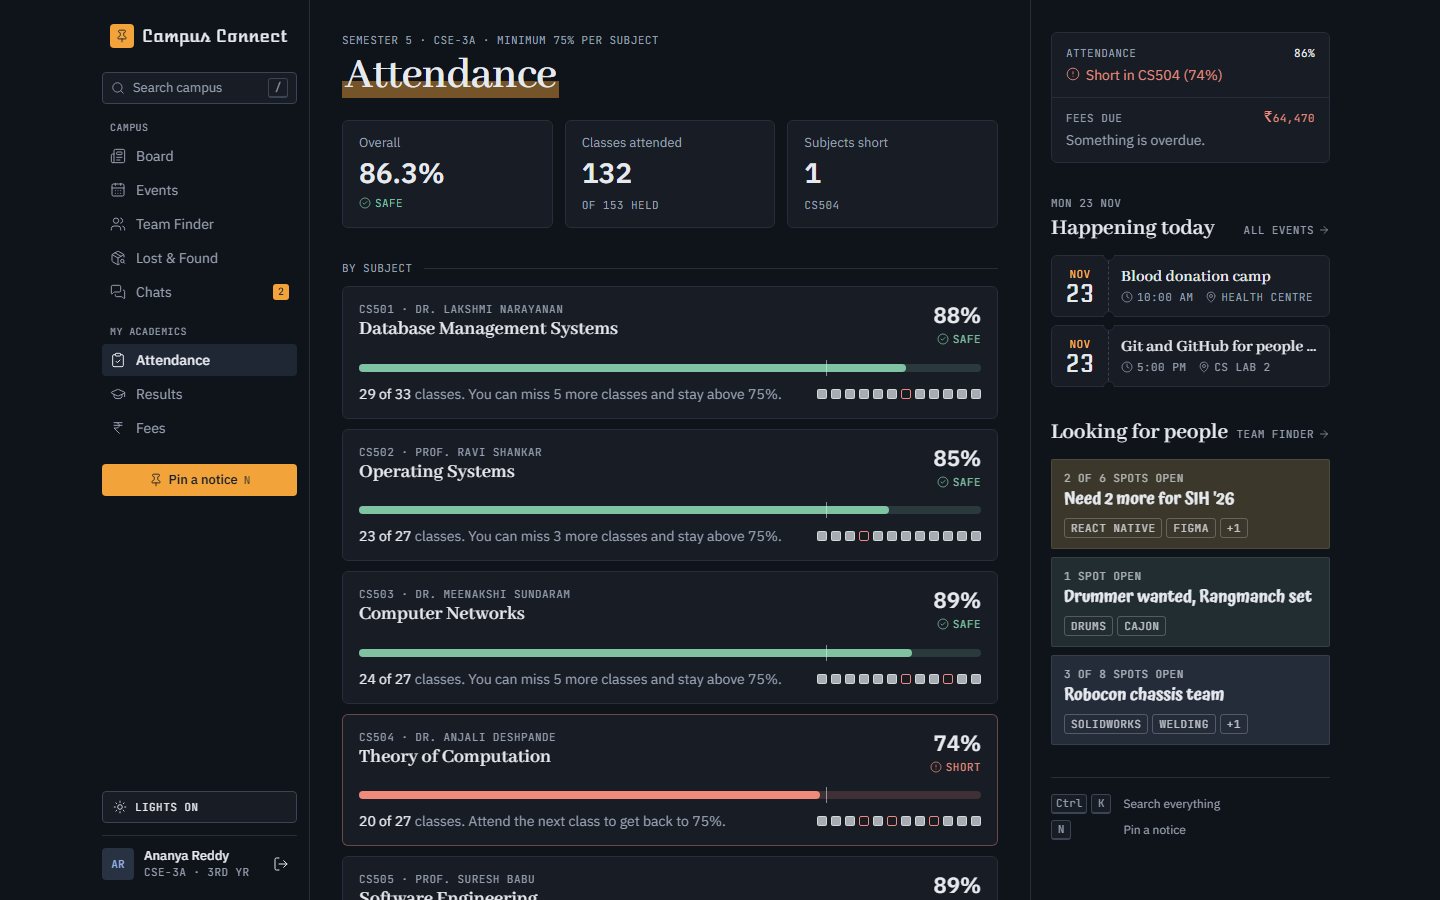 Campus Connect
Search campus /
CAMPUS
Board
Events
Team Finder
Lost & Found
Chats 2
MY ACADEMICS
Attendance
Results
Fees
Pin a notice N
LIGHTS ON
AR
Ananya Reddy
CSE-3A · 3RD YR
SEMESTER 5 · CSE-3A · MINIMUM 75% PER SUBJECT
Attendance
Overall
86.3%
SAFE
Classes attended
132
OF 153 HELD
Subjects short
1
CS504
BY SUBJECT
CS501 · DR. LAKSHMI NARAYANAN
Database Management Systems
88%
SAFE
29 of 33 classes. You can miss 5 more classes and stay above 75%.
CS502 · PROF. RAVI SHANKAR
Operating Systems
85%
SAFE
23 of 27 classes. You can miss 3 more classes and stay above 75%.
CS503 · DR. MEENAKSHI SUNDARAM
Computer Networks
89%
SAFE
24 of 27 classes. You can miss 5 more classes and stay above 75%.
CS504 · DR. ANJALI DESHPANDE
Theory of Computation
74%
SHORT
20 of 27 classes. Attend the next class to get back to 75%.
CS505 · PROF. SURESH BABU
Software Engineering
89%
ATTENDANCE 86%
Short in CS504 (74%)
FEES DUE ₹64,470
Something is overdue.
MON 23 NOV
Happening today ALL EVENTS →
NOV
23
Blood donation camp
10:00 AM HEALTH CENTRE
NOV
23
Git and GitHub for people ...
5:00 PM CS LAB 2
Looking for people TEAM FINDER →
2 OF 6 SPOTS OPEN
Need 2 more for SIH '26
REACT NATIVE FIGMA +1
1 SPOT OPEN
Drummer wanted, Rangmanch set
DRUMS CAJON
3 OF 8 SPOTS OPEN
Robocon chassis team
SOLIDWORKS WELDING +1
Ctrl K Search everything
N Pin a notice